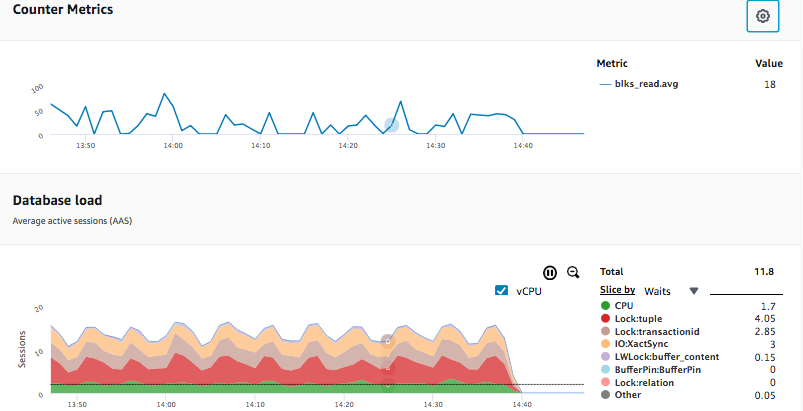 Counter Metrics
Metric Value
blks_read.avg 18
100
50
0
13:50 14:00 14:10 14:20 14:30 14:40
Database load
Average active sessions (AAS)
vCPU
Total 11.8
Slice by Waits
CPU 1.7
Lock:tuple 4.05
Lock:transactionid 2.85
IO:XactSync 3
LWLock:buffer_content 0.15
BufferPin:BufferPin 0
Lock:relation 0
Other 0.05
Sessions
20
10
0
13:50 14:00 14:10 14:20 14:30 14:40